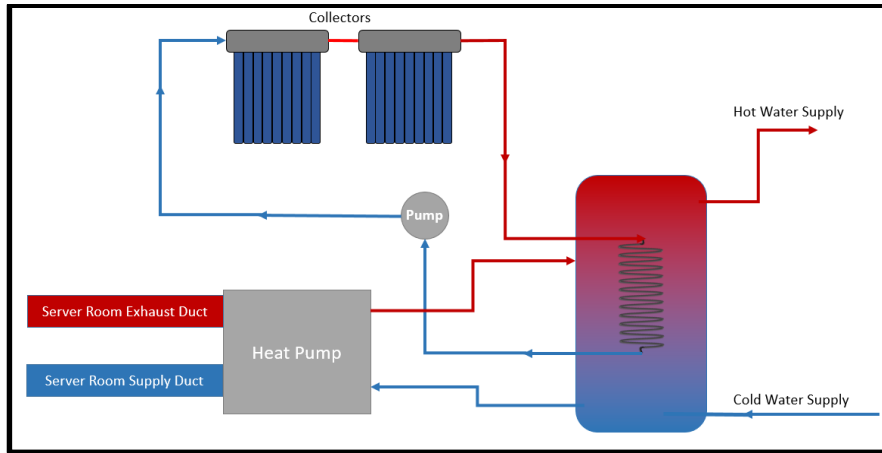 Collectors
Hot Water Supply
Pump
Server Room Exhaust Duct
Heat Pump
Server Room Supply Duct
Cold Water Supply